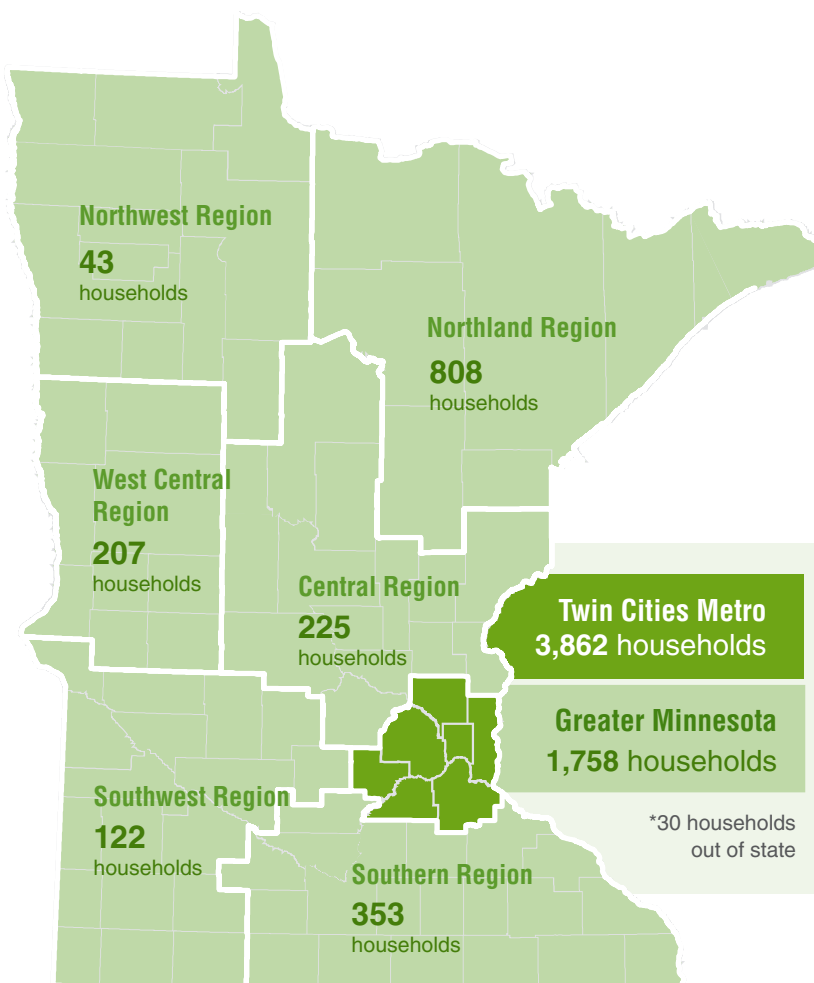 Northwest Region
43
households
Northland Region
808
households
West Central
Region
207
households
Central Region
225
households
Twin Cities Metro
3,862 households
Greater Minnesota
1,758 households
*30 households
out of state
Southwest Region
122
households
Southern Region
353
households